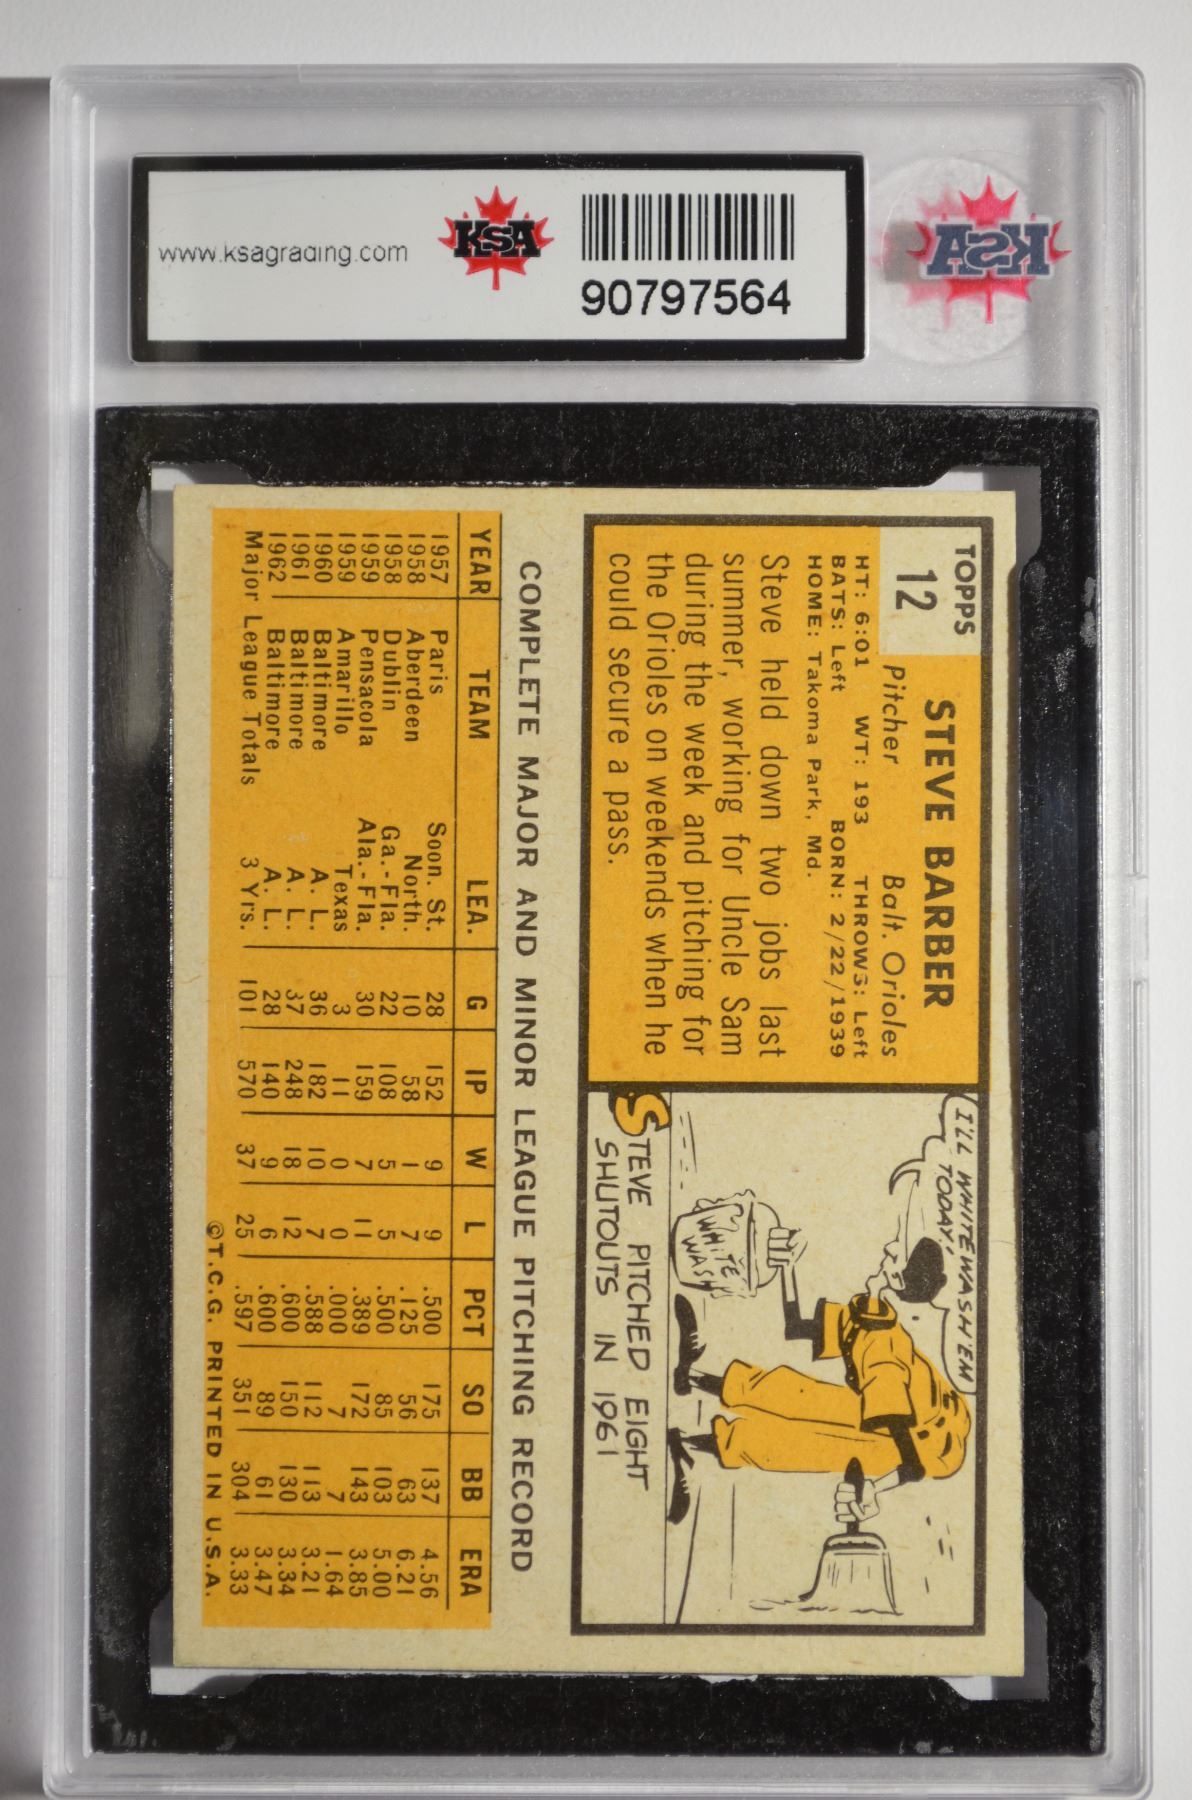 www.ksagrading.com
KSA
90797564
KSA
TOPPS
12
STEVE BARBER
Pitcher Balt. Orioles
HT: 6:01 WT: 193 THROWS: Left
BATS: Left BORN: 2/22/1939
HOME: Takoma Park, Md.
Steve held down two jobs last
summer, working for Uncle Sam
during the week and pitching for
the Orioles on weekends when he
could secure a pass.
I'LL WHITEWASH 'EM
TODAY!
WHITE
WASH
STEVE PITCHED EIGHT
SHUTOUTS IN 1961
COMPLETE MAJOR AND MINOR LEAGUE PITCHING RECORD
YEAR TEAM LEA. G IP W L PCT SO BB ERA
1957 Paris Soon. St. 28 152 9 9 .500 175 137 4.56
1958 Aberdeen North. 10 58 1 7 .125 56 63 6.21
1958 Dublin Ga.-Fla. 22 108 5 5 .500 85 103 5.00
1959 Pensacola Ala.-Fla. 30 159 7 11 .389 172 143 3.85
1959 Amarillo Texas 3 11 0 0 .000 7 7 1.64
1960 Baltimore A. L. 36 182 10 7 .588 112 113 3.21
1961 Baltimore A. L. 37 248 18 12 .600 150 130 3.34
1962 Baltimore A. L. 28 140 9 6 .600 89 61 3.47
Major League Totals 3 Yrs. 101 570 37 25 .597 351 304 3.33
©T.C.G. PRINTED IN U.S.A.